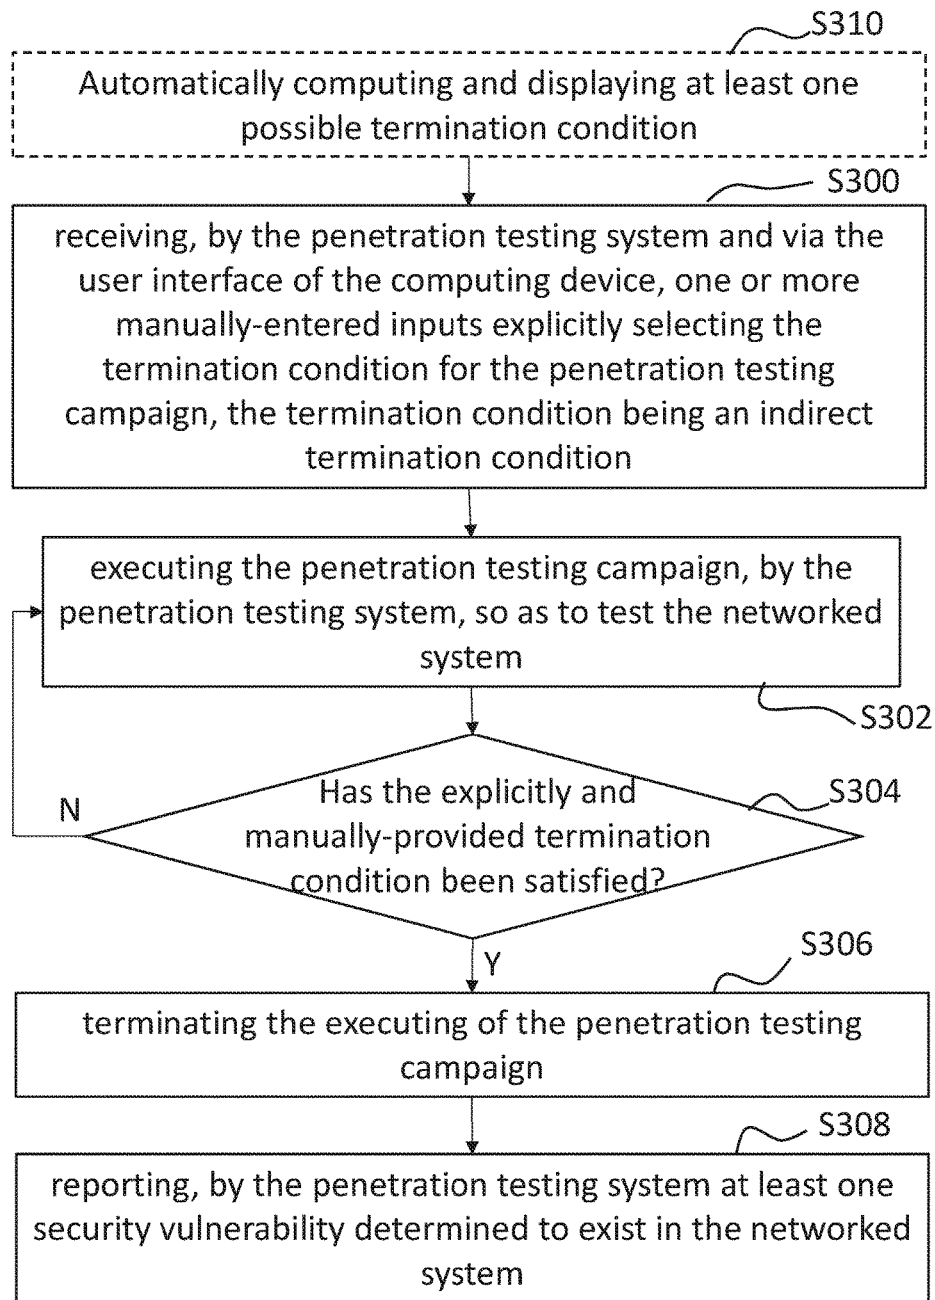 S310
Automatically computing and displaying at least one
possible termination condition
S300
receiving, by the penetration testing system and via the
user interface of the computing device, one or more
manually-entered inputs explicitly selecting the
termination condition for the penetration testing
campaign, the termination condition being an indirect
termination condition
executing the penetration testing campaign, by the
penetration testing system, so as to test the networked
system
S302
Has the explicitly and
manually-provided termination
condition been satisfied?
S304
N
Y
S306
terminating the executing of the penetration testing
campaign
S308
reporting, by the penetration testing system at least one
security vulnerability determined to exist in the networked
system